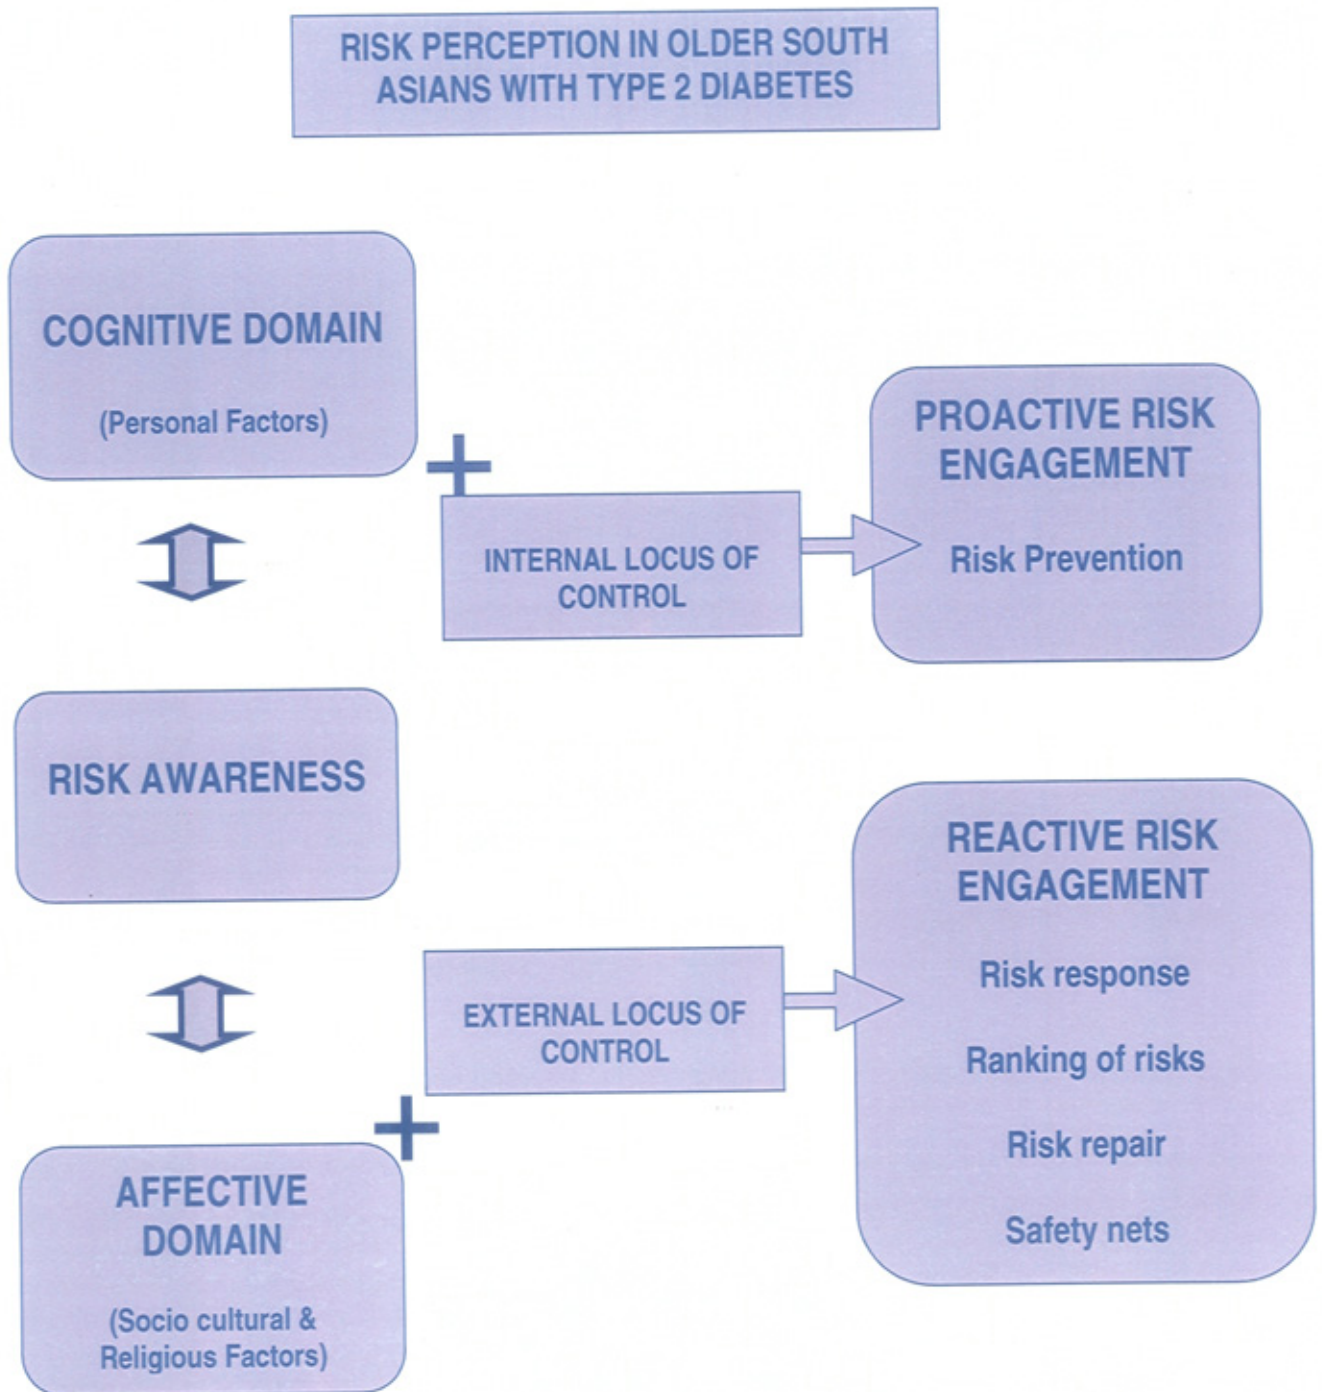 RISK PERCEPTION IN OLDER SOUTH
ASIANS WITH TYPE 2 DIABETES
COGNITIVE DOMAIN
(Personal Factors)
INTERNAL LOCUS OF
CONTROL
PROACTIVE RISK
ENGAGEMENT
Risk Prevention
RISK AWARENESS
EXTERNAL LOCUS OF
CONTROL
REACTIVE RISK
ENGAGEMENT
Risk response
Ranking of risks
Risk repair
Safety nets
AFFECTIVE
DOMAIN
(Socio cultural &
Religious Factors)